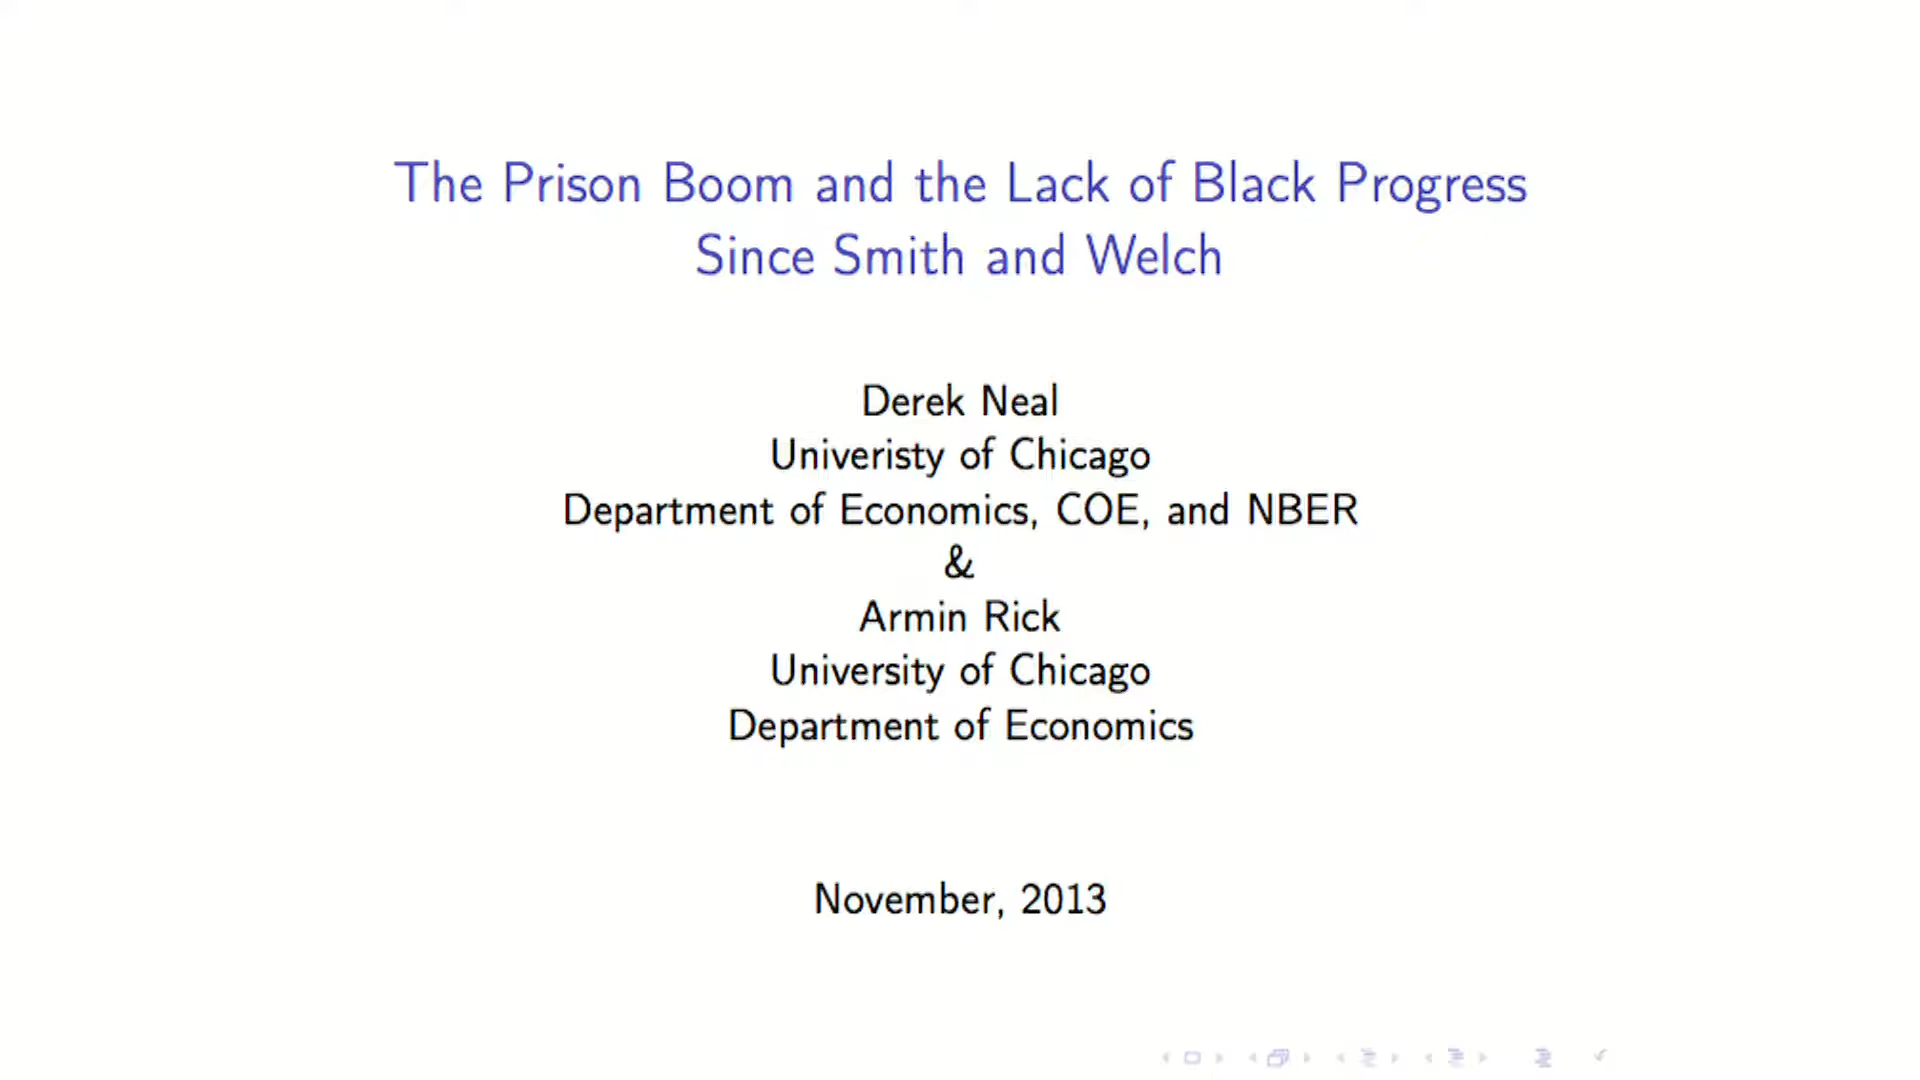 The Prison Boom and the Lack of Black Progress
Since Smith and Welch
Derek Neal
Univeristy of Chicago
Department of Economics, COE, and NBER
&
Armin Rick
University of Chicago
Department of Economics
November, 2013